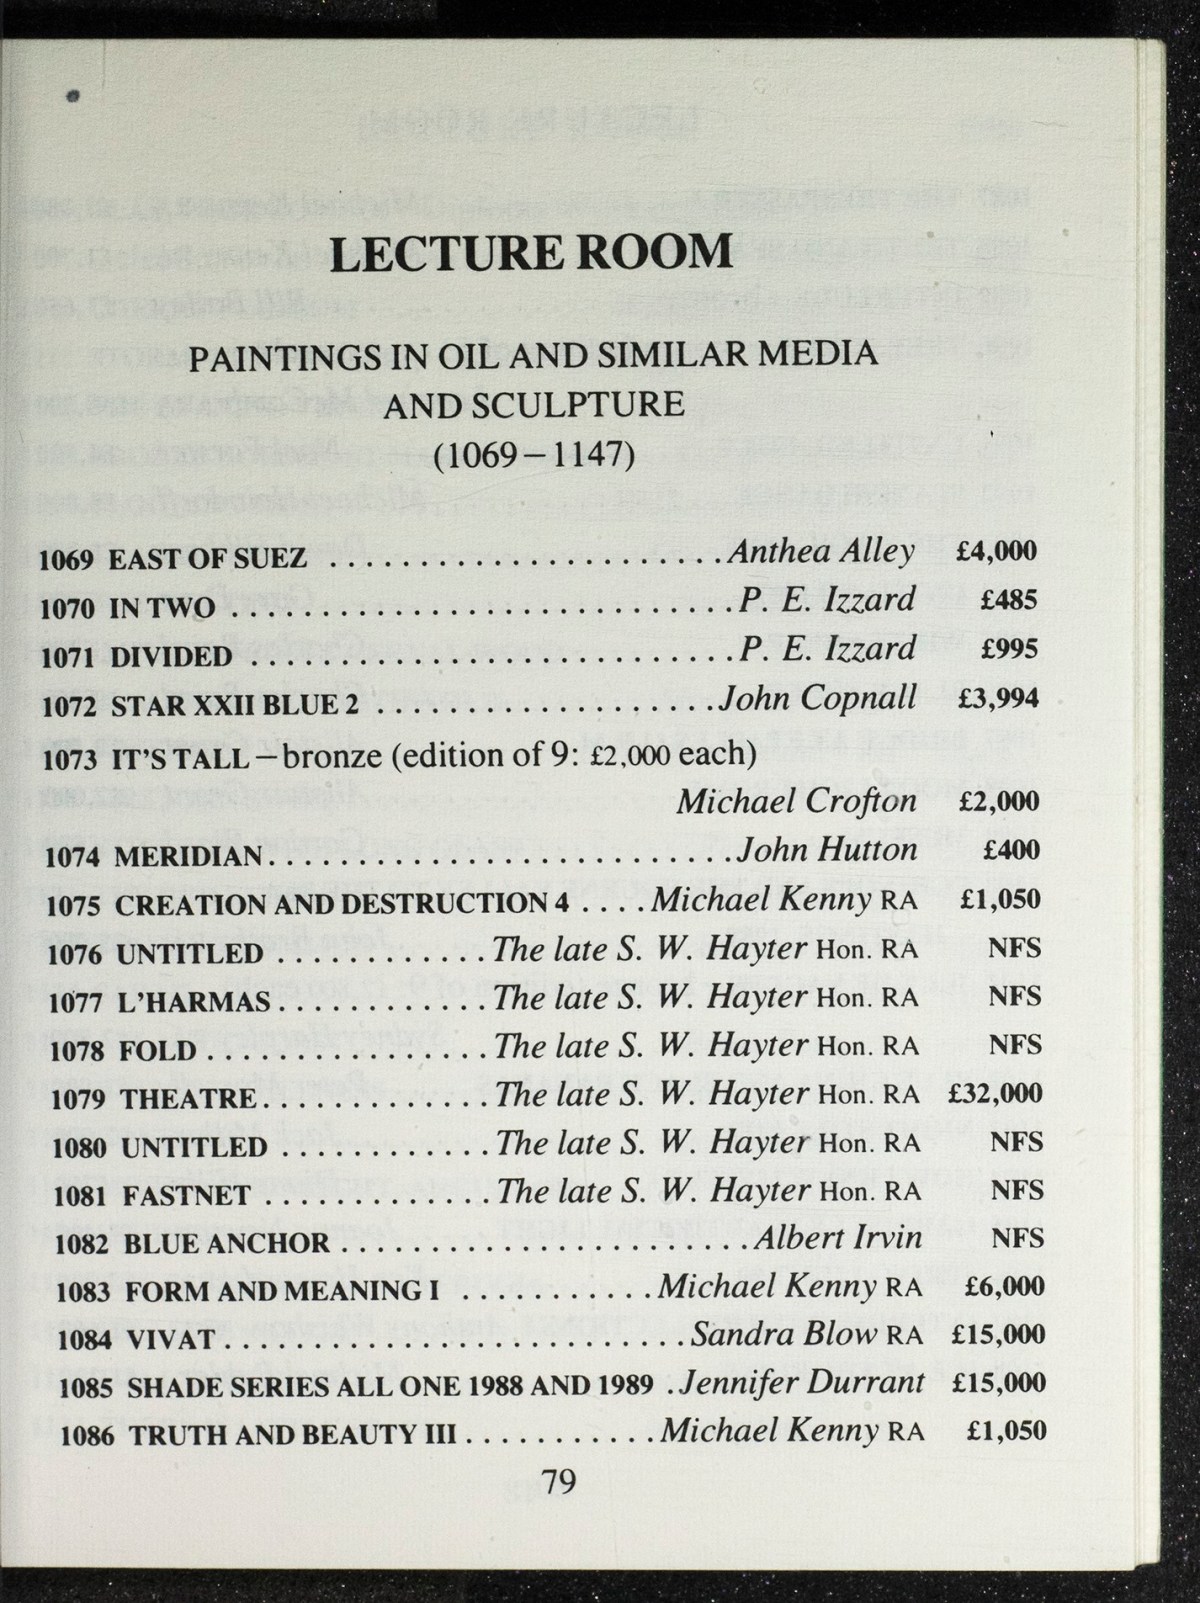 LECTURE ROOM
PAINTINGS IN OIL AND SIMILAR MEDIA
AND SCULPTURE
(1069–1147)
1069 EAST OF SUEZ ....................... Anthea Alley £4,000
1070 IN TWO ............................. P. E. Izzard £485
1071 DIVIDED ............................ P. E. Izzard £995
1072 STAR XXII BLUE 2 ................... John Copnall £3,994
1073 IT'S TALL – bronze (edition of 9: £2,000 each)
Michael Crofton £2,000
1074 MERIDIAN ........................... John Hutton £400
1075 CREATION AND DESTRUCTION 4 .... Michael Kenny RA £1,050
1076 UNTITLED ............ The late S. W. Hayter Hon. RA NFS
1077 L'HARMAS ............ The late S. W. Hayter Hon. RA NFS
1078 FOLD ................ The late S. W. Hayter Hon. RA NFS
1079 THEATRE ............. The late S. W. Hayter Hon. RA £32,000
1080 UNTITLED ............ The late S. W. Hayter Hon. RA NFS
1081 FASTNET ............. The late S. W. Hayter Hon. RA NFS
1082 BLUE ANCHOR ........................ Albert Irvin NFS
1083 FORM AND MEANING I ........... Michael Kenny RA £6,000
1084 VIVAT ........................... Sandra Blow RA £15,000
1085 SHADE SERIES ALL ONE 1988 AND 1989 . Jennifer Durrant £15,000
1086 TRUTH AND BEAUTY III ........... Michael Kenny RA £1,050
79